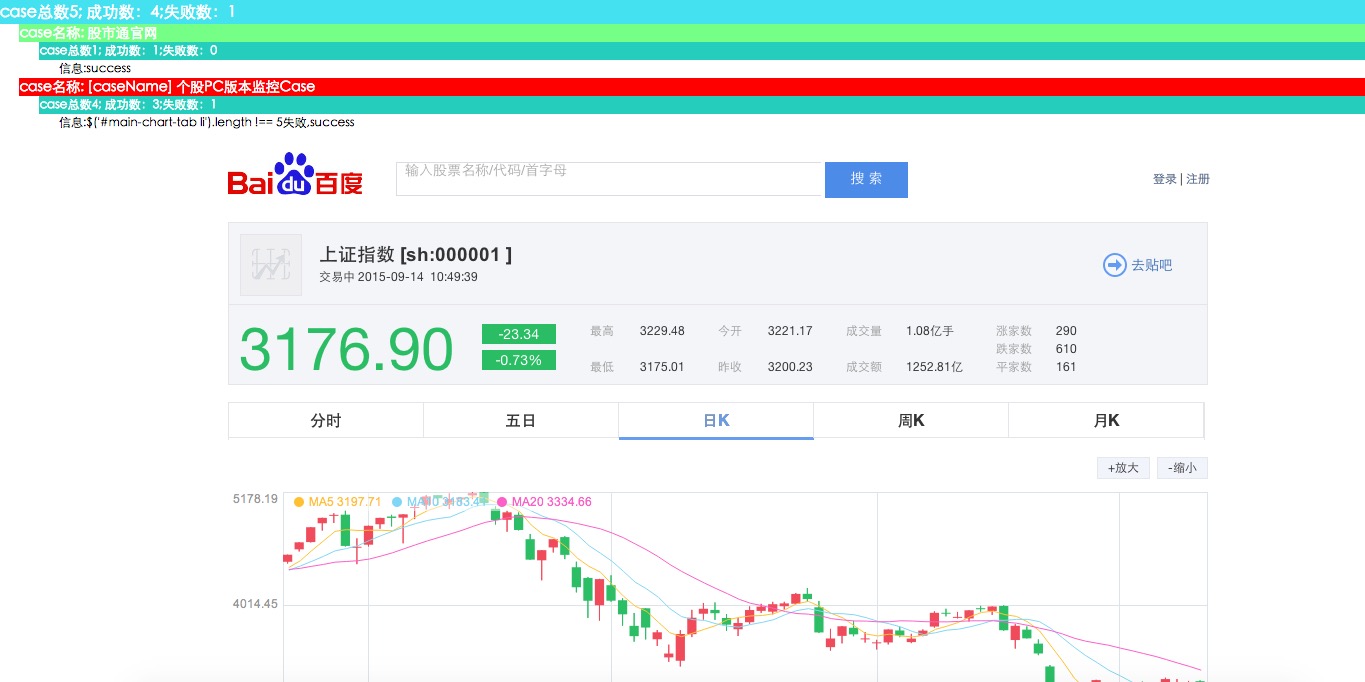 case总数5; 成功数：4;失败数：1
case名称: 股市通官网
case总数1; 成功数：1;失败数：0
信息:success
case名称: [caseName] 个股PC版本监控Case
case总数4; 成功数：3;失败数：1
信息:$('#main-chart-tab li').length !== 5失败,success
Bai du 百度
输入股票名称/代码/首字母
搜 索
登录 | 注册
上证指数 [sh:000001 ]
交易中 2015-09-14 10:49:39
去贴吧
3176.90
-23.34
-0.73%
最高 3229.48 今开 3221.17 成交量 1.08亿手 涨家数 290
跌家数 610
最低 3175.01 昨收 3200.23 成交额 1252.81亿 平家数 161
分时 五日 日K 周K 月K
+放大 -缩小
5178.19
MA5 3197.71 MA10 MA20 3334.66
4014.45